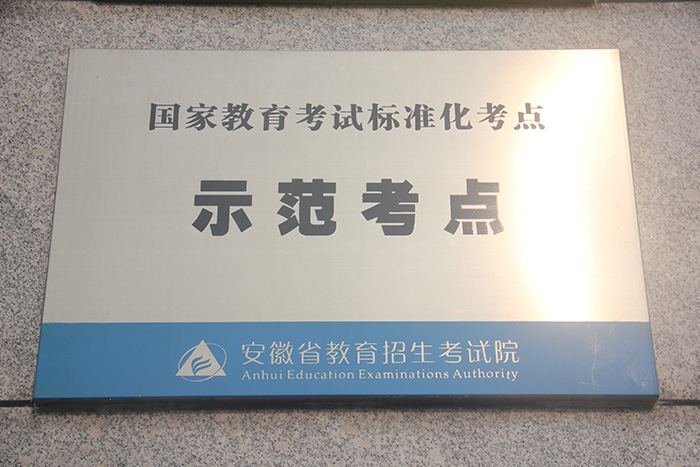 国家教育考试标准化考点
示范考点
安徽省教育招生考试院
Anhui Education Examinations Authority